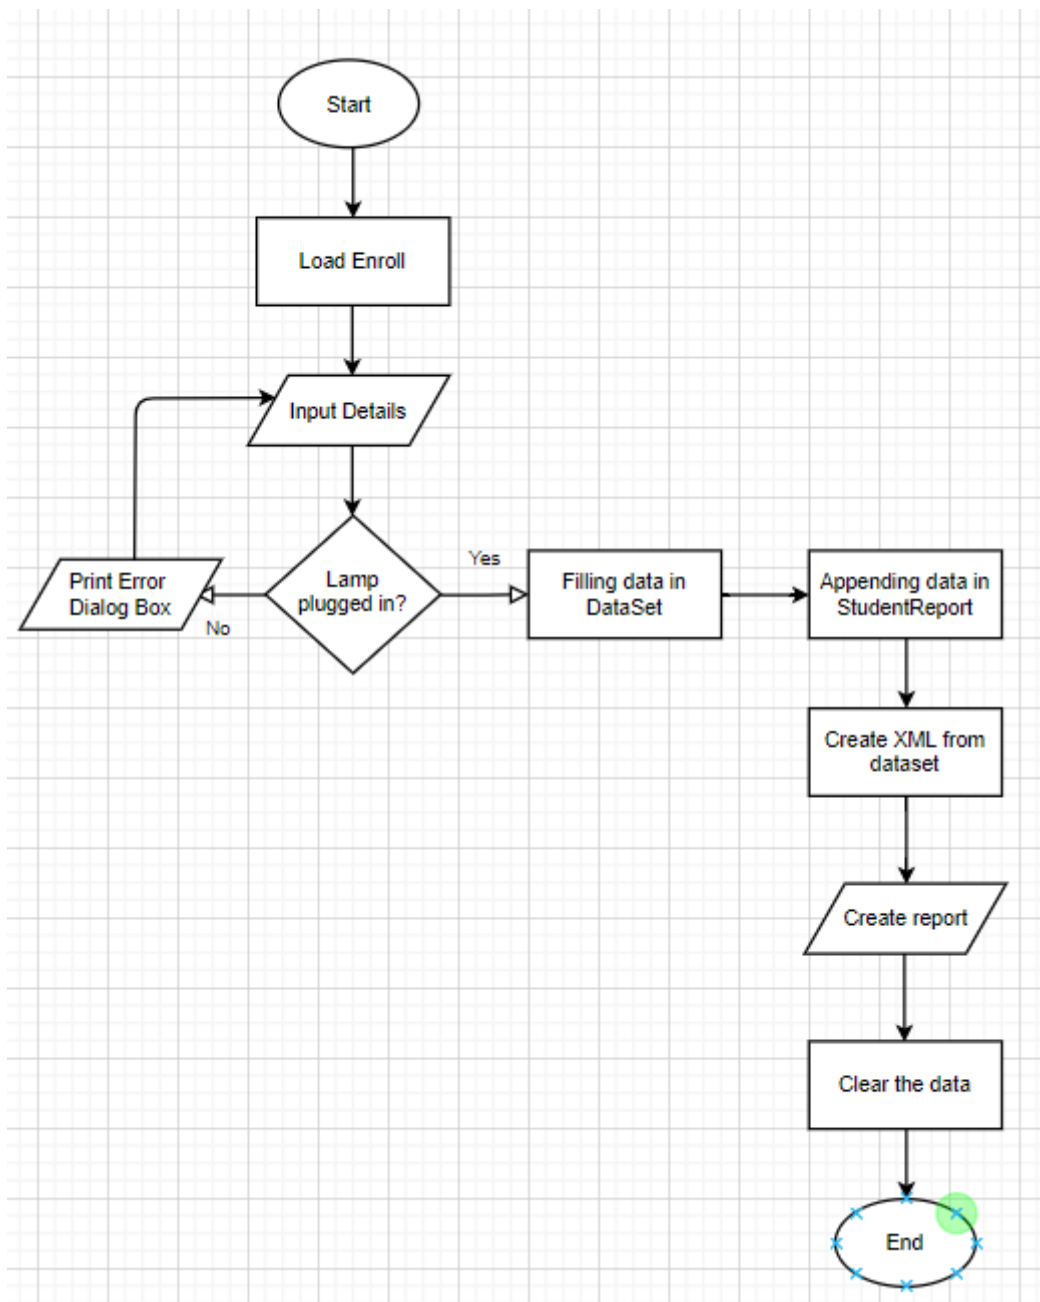 Start
Load Enroll
Input Details
Lamp
plugged in?
No
Print Error
Dialog Box
Yes
Filling data in
DataSet
Appending data in
StudentReport
Create XML from
dataset
Create report
Clear the data
End